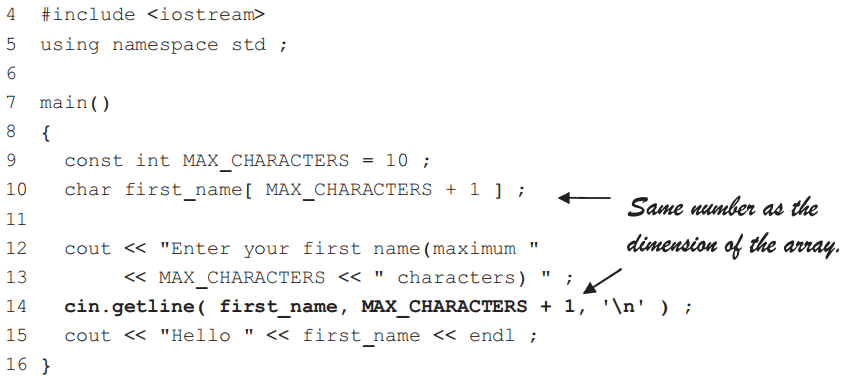 4 #include <iostream>
5 using namespace std ;
6
7 main()
8 {
9 const int MAX_CHARACTERS = 10 ;
10 char first_name[ MAX_CHARACTERS + 1 ] ;
Same number as the
11
dimension of the array.
12 cout << "Enter your first name(maximum "
13 << MAX_CHARACTERS << " characters) " ;
14 cin.getline( first_name, MAX_CHARACTERS + 1, '\n' ) ;
15 cout << "Hello " << first_name << endl ;
16 }